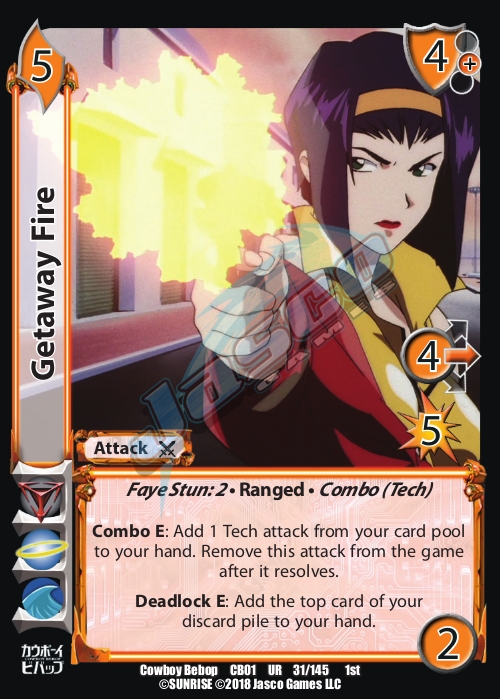 5
4
+
Getaway Fire
4
5
Attack
Faye Stun: 2 • Ranged • Combo (Tech)
Combo E: Add 1 Tech attack from your card pool
to your hand. Remove this attack from the game
after it resolves.
Deadlock E: Add the top card of your
discard pile to your hand.
カウボーイ
ビバップ
2
Cowboy Bebop CB01 UR 31/145 1st
©SUNRISE ©2018 Jasco Games LLC
Jasco
GAMES